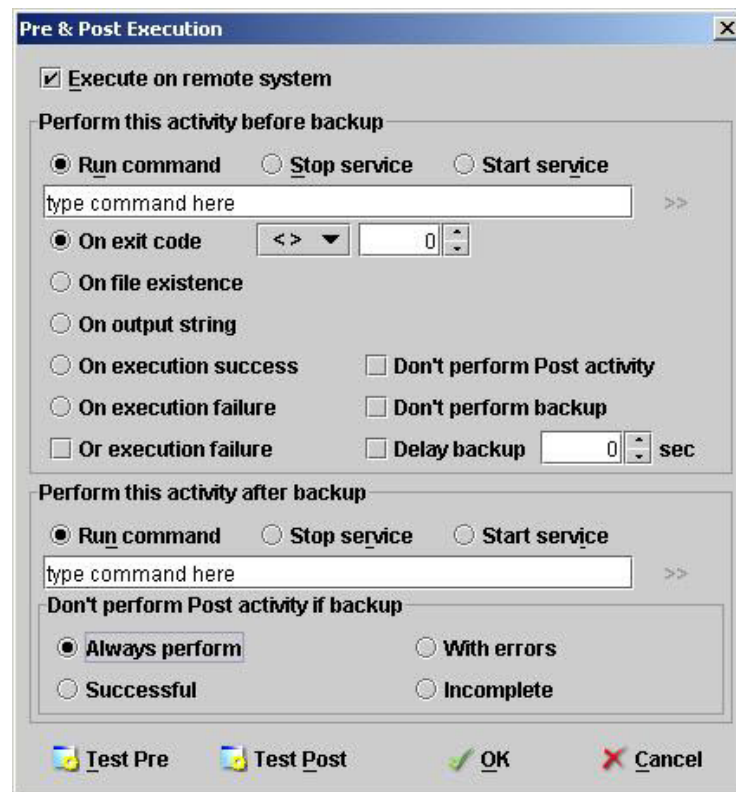 Pre & Post Execution
Execute on remote system
Perform this activity before backup
Run command Stop service Start service
type command here >>
On exit code <> 0
On file existence
On output string
On execution success Don't perform Post activity
On execution failure Don't perform backup
Or execution failure Delay backup 0 sec
Perform this activity after backup
Run command Stop service Start service
type command here >>
Don't perform Post activity if backup
Always perform With errors
Successful Incomplete
Test Pre Test Post OK Cancel